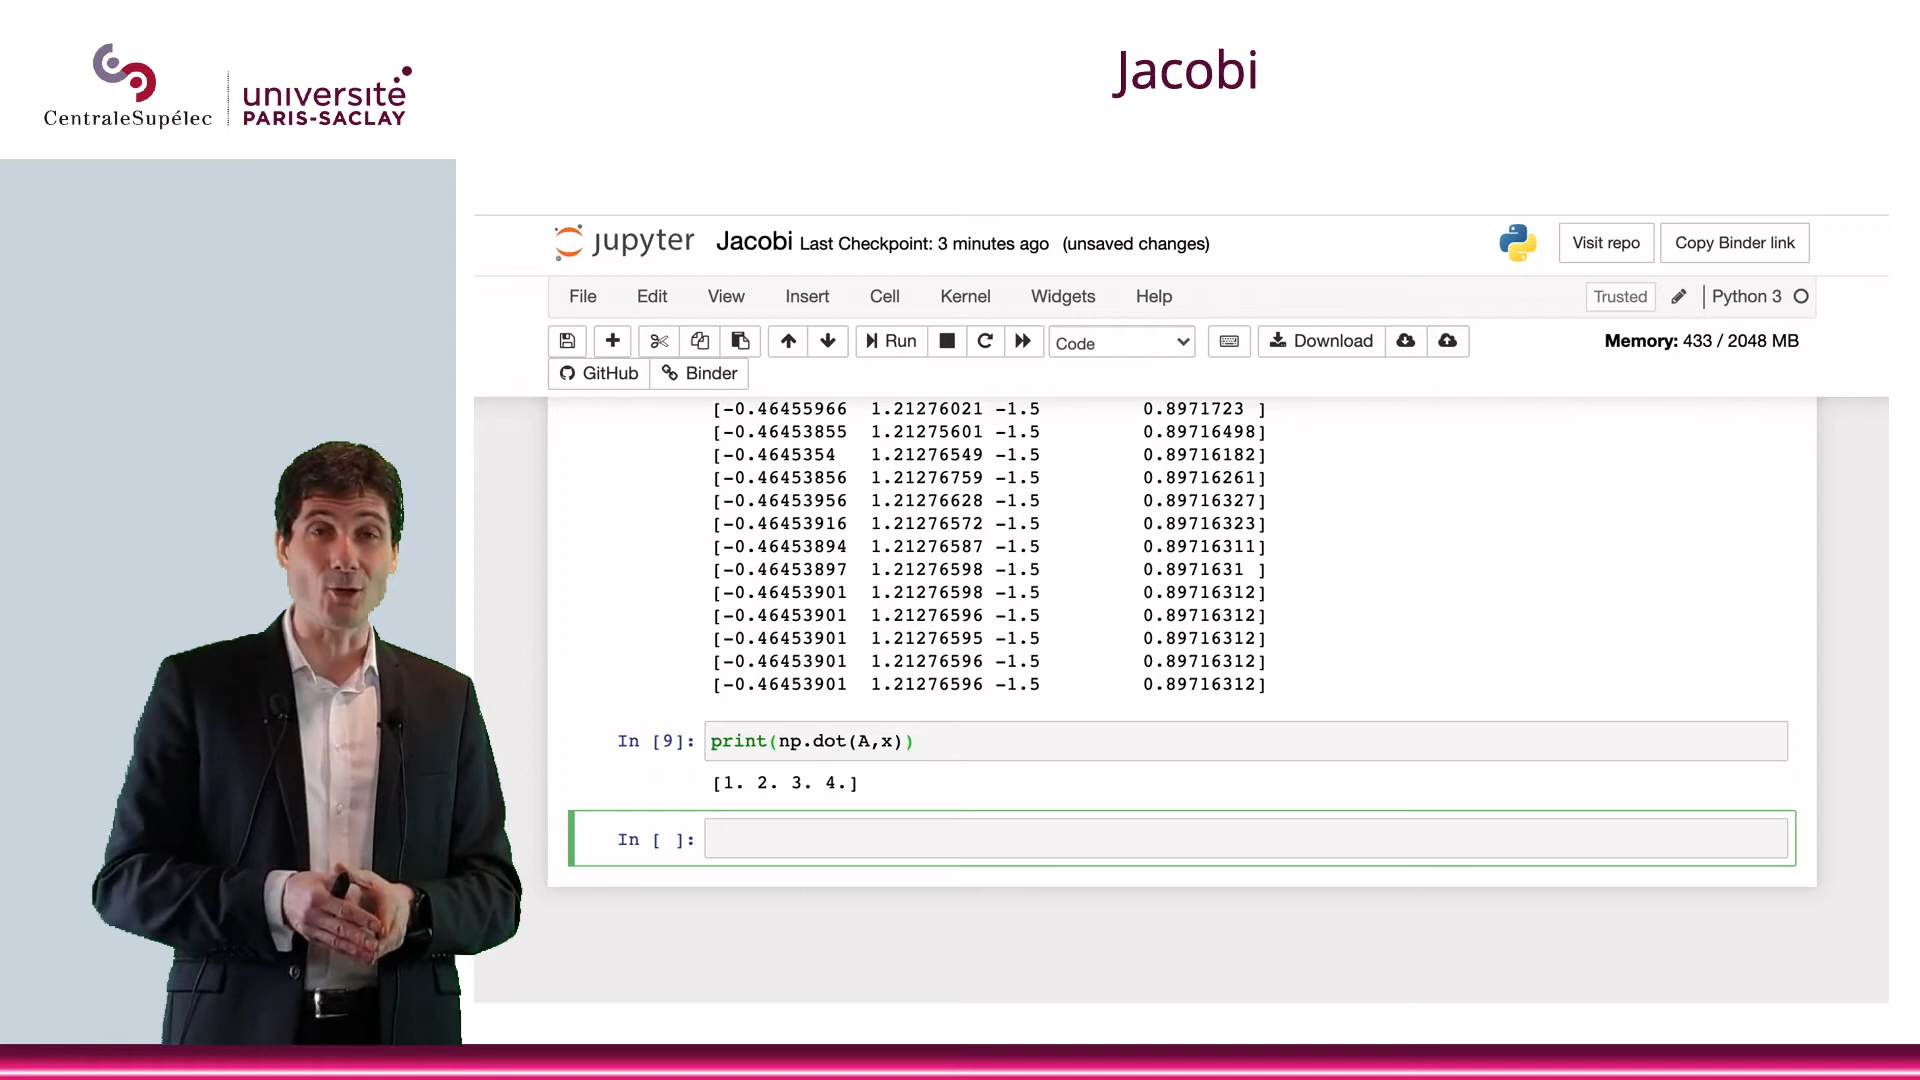 CentraleSupélec
université
PARIS-SACLAY
Jacobi
jupyter Jacobi Last Checkpoint: 3 minutes ago (unsaved changes) Visit repo Copy Binder link
File Edit View Insert Cell Kernel Widgets Help Trusted Python 3
Run Code Download Memory: 433 / 2048 MB
GitHub Binder
[-0.46455966 1.21276021 -1.5 0.8971723 ]
[-0.46453855 1.21275601 -1.5 0.89716498]
[-0.4645354 1.21276549 -1.5 0.89716182]
[-0.46453856 1.21276759 -1.5 0.89716261]
[-0.46453956 1.21276628 -1.5 0.89716327]
[-0.46453916 1.21276572 -1.5 0.89716323]
[-0.46453894 1.21276587 -1.5 0.89716311]
[-0.46453897 1.21276598 -1.5 0.8971631 ]
[-0.46453901 1.21276598 -1.5 0.89716312]
[-0.46453901 1.21276596 -1.5 0.89716312]
[-0.46453901 1.21276595 -1.5 0.89716312]
[-0.46453901 1.21276596 -1.5 0.89716312]
[-0.46453901 1.21276596 -1.5 0.89716312]
In [9]: print(np.dot(A,x))
[1. 2. 3. 4.]
In [ ]: